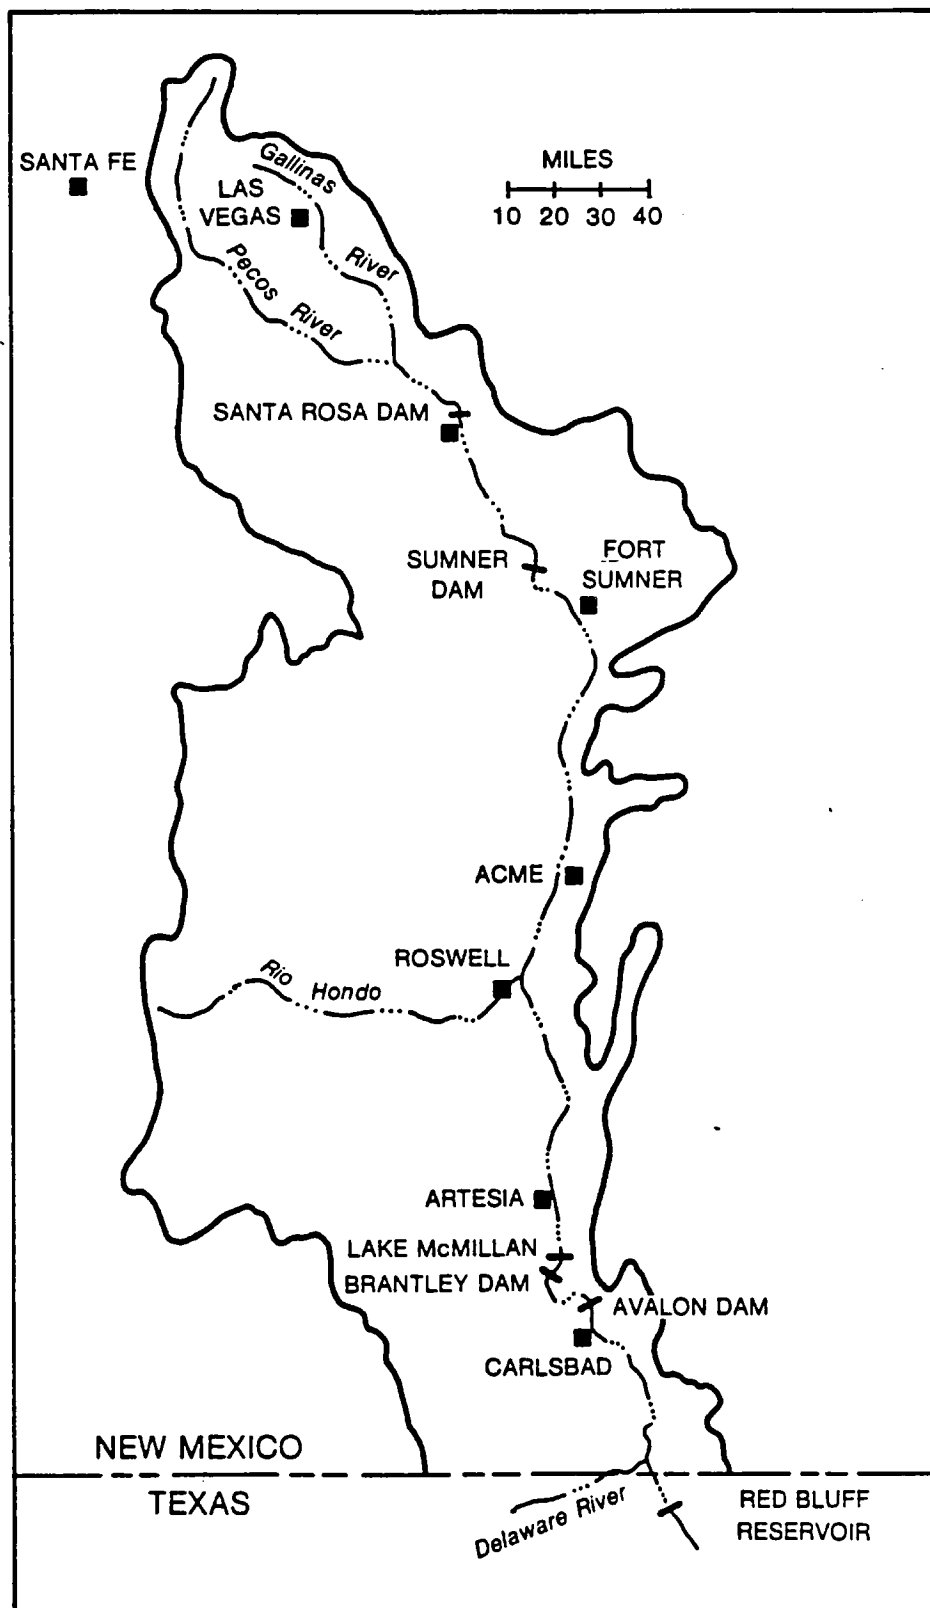 SANTA FE
Gallinas
River
MILES
10 20 30 40
LAS
VEGAS
Pecos
River
SANTA ROSA DAM
SUMNER
DAM
FORT
SUMNER
ACME
ROSWELL
Rio Hondo
ARTESIA
LAKE McMILLAN
BRANTLEY DAM
AVALON DAM
CARLSBAD
NEW MEXICO
TEXAS
Delaware River
RED BLUFF
RESERVOIR